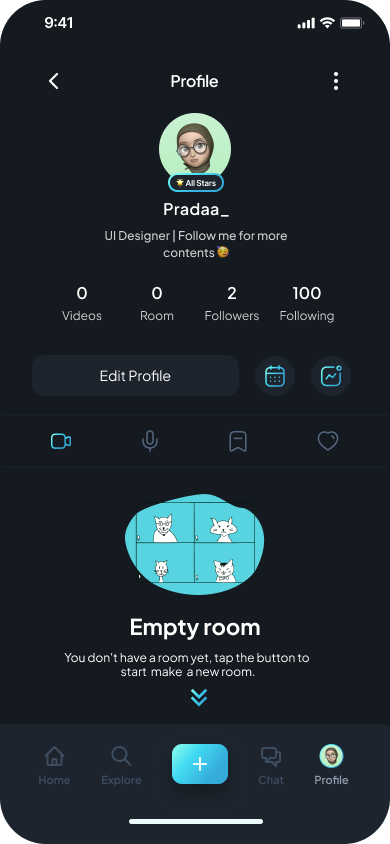 9:41
Profile
All Stars
Pradaa_
UI Designer | Follow me for more
contents 🥳
0 0 2 100
Videos Room Followers Following
Edit Profile
Empty room
You don't have a room yet, tap the button to
start make a new room.
Home Explore + Chat Profile